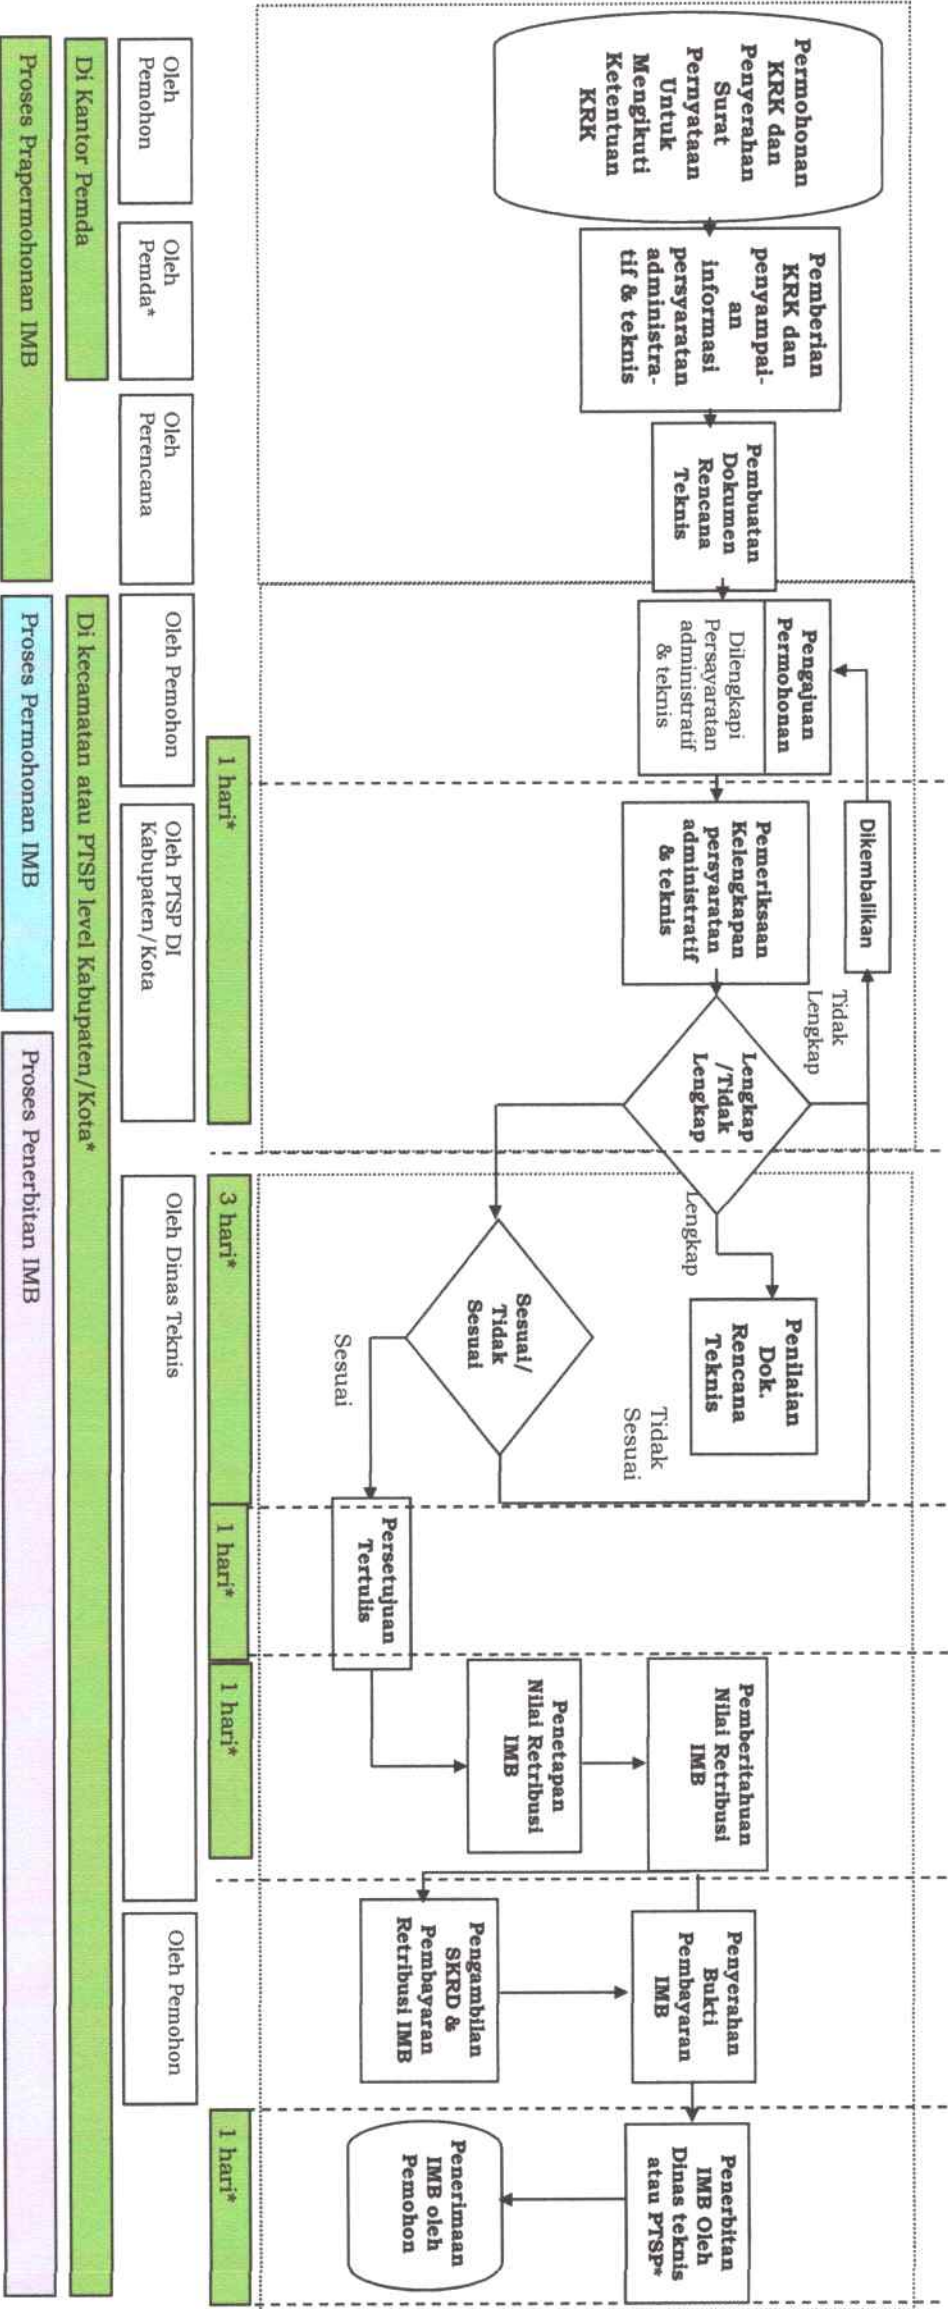 Permohonan
KRK dan
Penyerahan
Surat
Pernyataan
Untuk
Mengikuti
Ketentuan
KRK
Pemberian
KRK dan
penyampai-
an
informasi
persyaratan
administra-
tif & teknis
Pembuatan
Dokumen
Rencana
Teknis
Pengajuan
Permohonan
Dilengkapi
Persayaratan
administratif
& teknis
Dikembalikan
Pemeriksaan
Kelengkapan
persyaratan
administratif
& teknis
Tidak
Lengkap
Lengkap
/Tidak
Lengkap
Lengkap
Penilaian
Dok.
Rencana
Teknis
Sesuai/
Tidak
Sesuai
Tidak
Sesuai
Sesuai
Persetujuan
Tertulis
Penetapan
Nilai Retribusi
IMB
Pemberitahuan
Nilai Retribusi
IMB
Pengambilan
SKRD &
Pembayaran
Retribusi IMB
Penyerahan
Bukti
Pembayaran
IMB
Penerbitan
IMB Oleh
Dinas teknis
atau PTSP*
Penerimaan
IMB oleh
Pemohon
1 hari*
3 hari*
1 hari*
1 hari*
1 hari*
Oleh
Pemohon
Oleh
Pemda*
Oleh
Perencana
Oleh Pemohon
Oleh PTSP DI
Kabupaten/Kota
Oleh Dinas Teknis
Oleh Pemohon
Di Kantor Pemda
Di kecamatan atau PTSP level Kabupaten/Kota*
Proses Prapermohonan IMB
Proses Permohonan IMB
Proses Penerbitan IMB